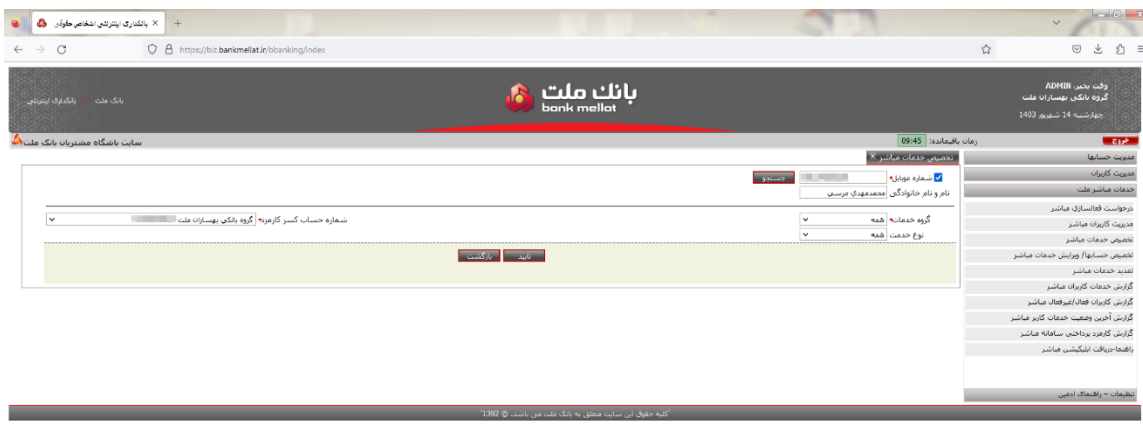 بانکداری اینترنتی اشخاص حقوقی
https://biz.bankmellat.ir/bbanking/index
وقت بخیر، ADMIN
گروه بانکی بهسازان ملت
چهارشنبه 14 شهریور 1403
بانک ملت
bank mellat
بانک ملت بانکداری اینترنتی
خروج
زمان باقیمانده: 09:45
سایت باشگاه مشتریان بانک ملت
مدیریت حسابها
مدیریت کاربران
خدمات مباشر ملت
درخواست فعالسازی مباشر
مدیریت کاربران مباشر
تخصیص خدمات مباشر
تخصیص حسابها/ ویرایش خدمات مباشر
تمدید خدمات مباشر
گزارش خدمات کاربران مباشر
گزارش کاربران فعال/غیرفعال مباشر
گزارش آخرین وضعیت خدمات کاربر مباشر
گزارش کارمزد پرداختی سامانه مباشر
راهنما-دریافت اپلیکیشن مباشر
تنظیمات – راهنمای ادمین
تخصیص خدمات مباشر ×
شماره موبایل* جستجو
نام و نام خانوادگی محمدمهدي مرسي
گروه خدمات* همه
شماره حساب کسر کارمزد* گروه بانکی بهسازان ملت
نوع خدمت همه
تایید بازگشت
"کلیه حقوق این سایت متعلق به بانک ملت می باشد. © 1392"